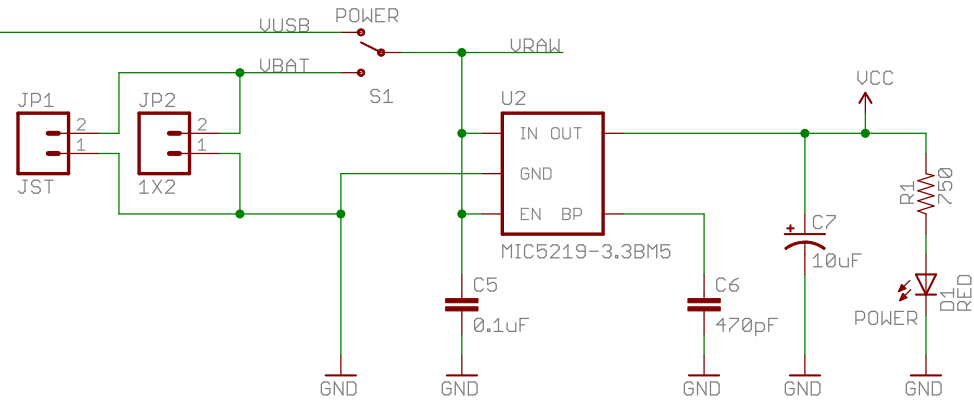 POWER
VUSB
VRAW
VBAT
S1
VCC
JP1
2
1
JST
JP2
2
1
1X2
U2
IN OUT
GND
EN BP
MIC5219-3.3BM5
R1
750
+
C7
10uF
C5
0.1uF
C6
470pF
D1
RED
POWER
GND
GND
GND
GND
GND